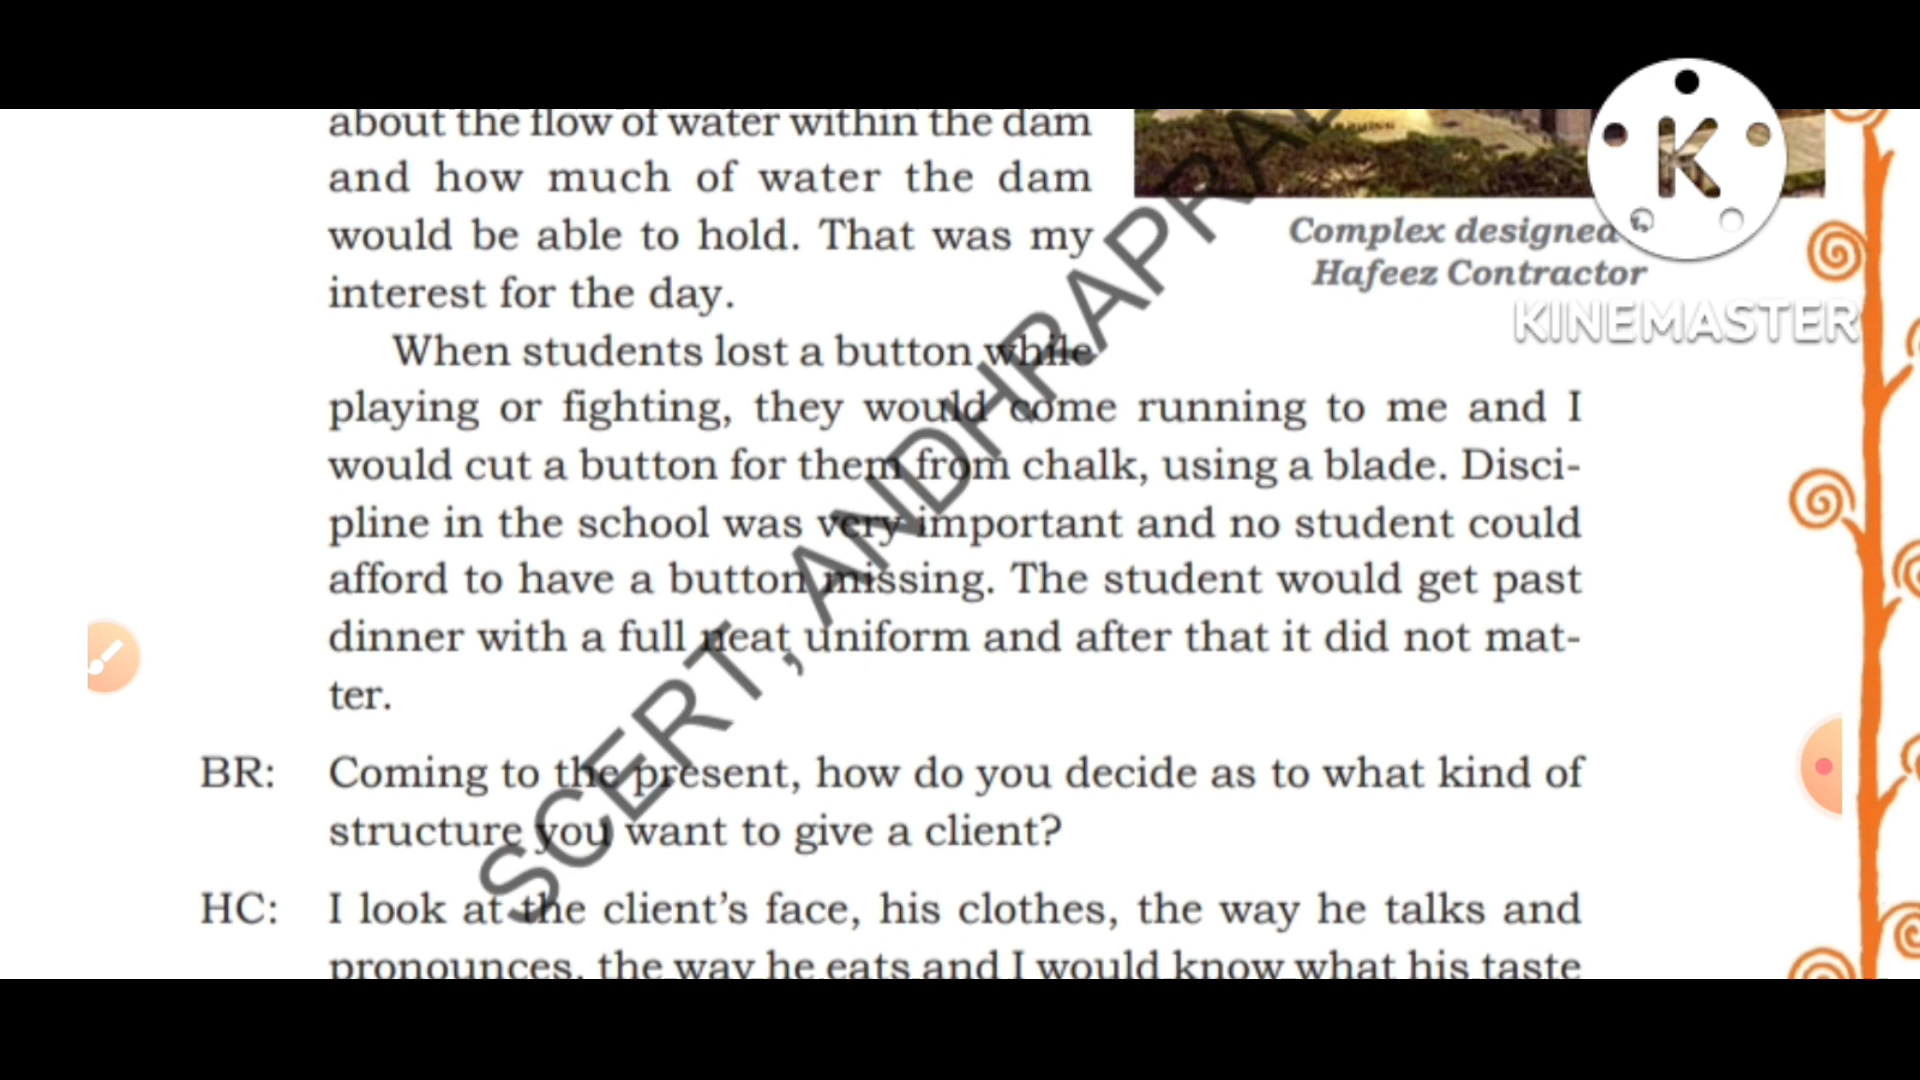 about the flow of water within the dam
and how much of water the dam
would be able to hold. That was my
interest for the day.
Complex designed
Hafeez Contractor
K
KINEMASTER
When students lost a button while
playing or fighting, they would come running to me and I
would cut a button for them from chalk, using a blade. Disci-
pline in the school was very important and no student could
afford to have a button missing. The student would get past
dinner with a full neat uniform and after that it did not mat-
ter.
BR: Coming to the present, how do you decide as to what kind of
structure you want to give a client?
HC: I look at the client's face, his clothes, the way he talks and
pronounces, the way he eats and I would know what his taste
SCERT, ANDHRAPRA